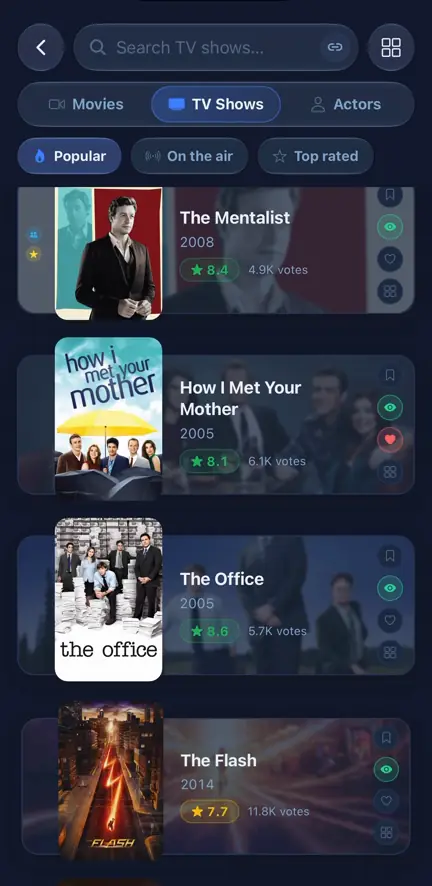 Search TV shows...
Movies
TV Shows
Actors
Popular
On the air
Top rated
The Mentalist
2008
8.4
4.9K votes
how i
met your
mother
How I Met Your
Mother
2005
8.1
6.1K votes
the office
The Office
2005
8.6
5.7K votes
FLASH
The Flash
2014
7.7
11.8K votes